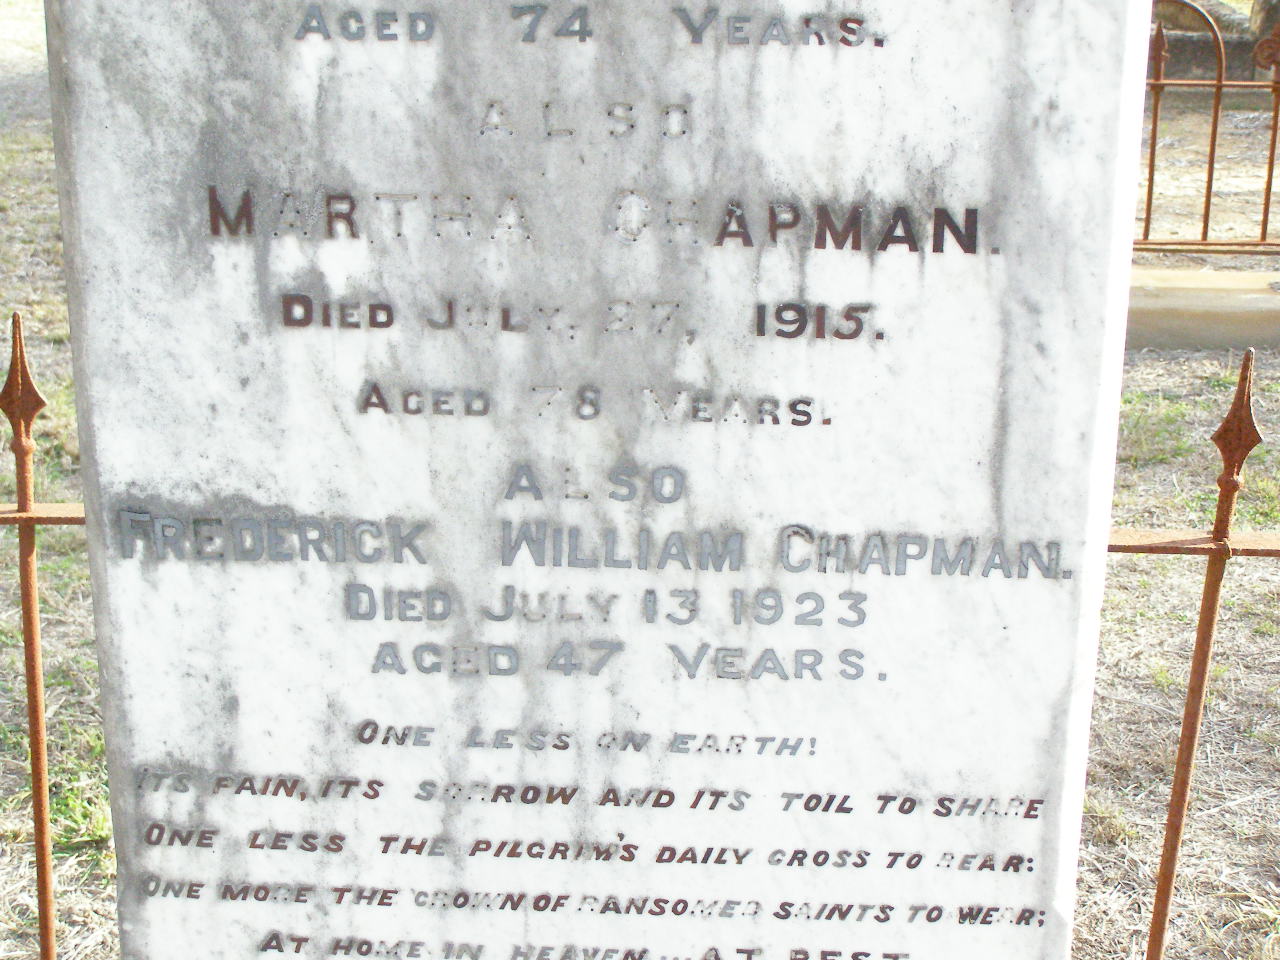 AGED 74 YEARS.
ALSO
MARTHA CHAPMAN.
DIED JULY, 27, 1915.
AGED 78 YEARS.
ALSO
FREDERICK WILLIAM CHAPMAN.
DIED JULY 13 1923
AGED 47 YEARS.
ONE LESS ON EARTH!
ITS PAIN, ITS SORROW AND ITS TOIL TO SHARE
ONE LESS THE PILGRIM'S DAILY CROSS TO BEAR:
ONE MORE THE CROWN OF RANSOMED SAINTS TO WEAR;
AT HOME IN HEAVEN... AT REST